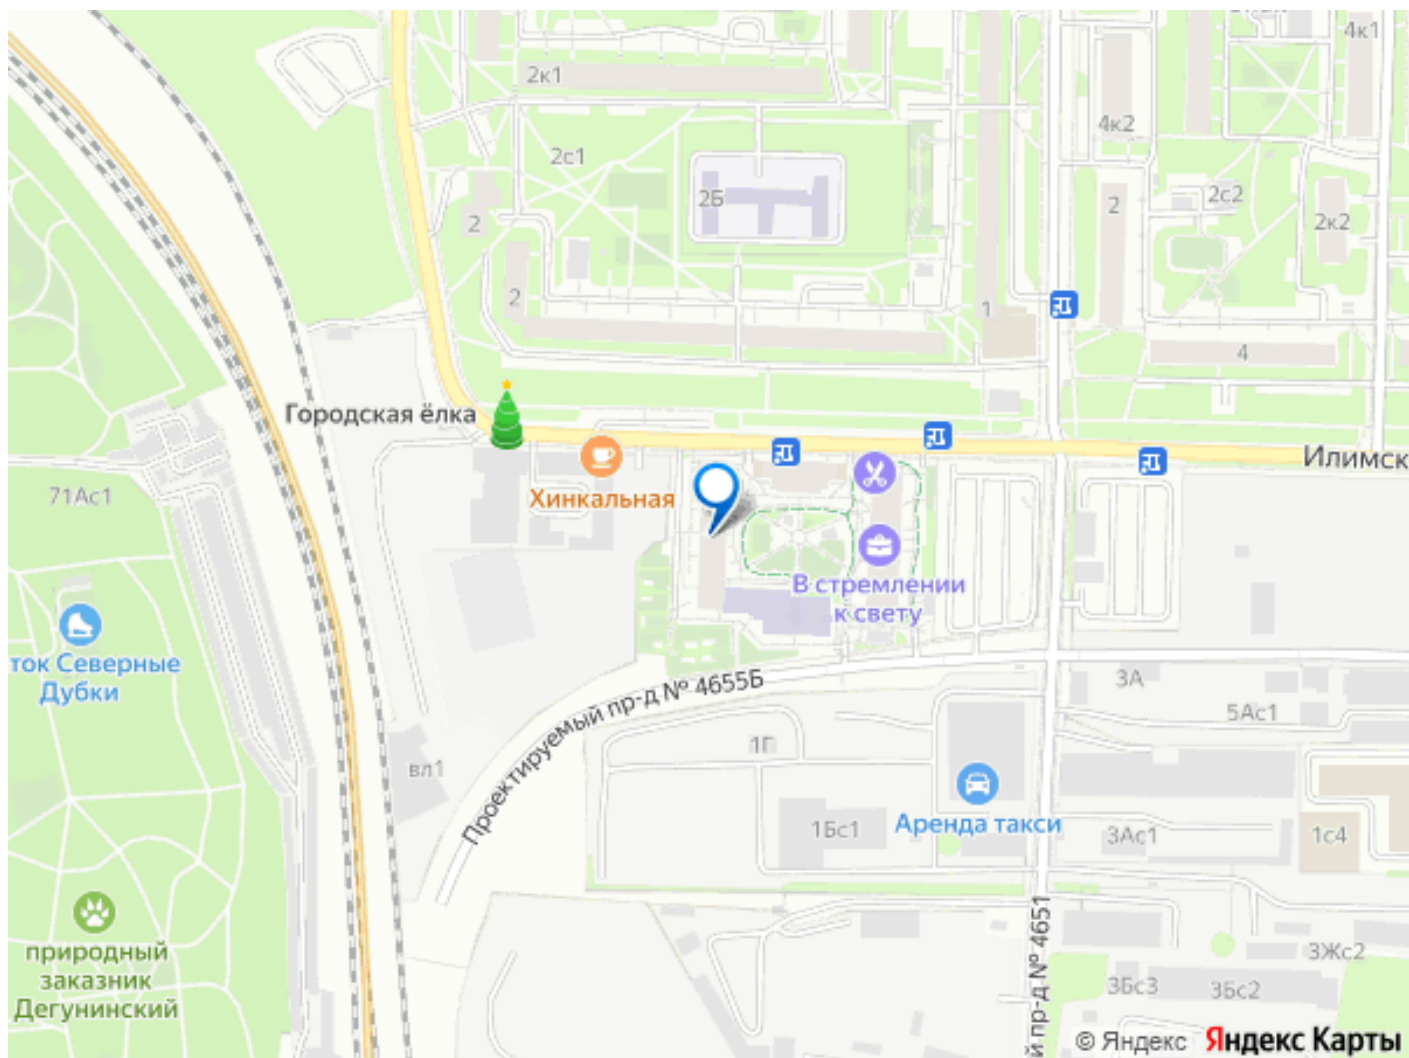 4к1
2к1
4к2
2с1
2Б
2
2с2
2к2
2
2
1
4
Городская ёлка
Илимск
Хинкальная
71Ас1
В стремлении
к свету
ток Северные
Дубки
Проектируемый пр-д № 4655Б
3А
5Ас1
1Г
вл1
Аренда такси
1Бс1
3Ас1
1с4
природный
заказник
Дегунинский
й пр-д № 4651
3Жс2
3Бс3
3Бс2
© Яндекс Яндекс Карты